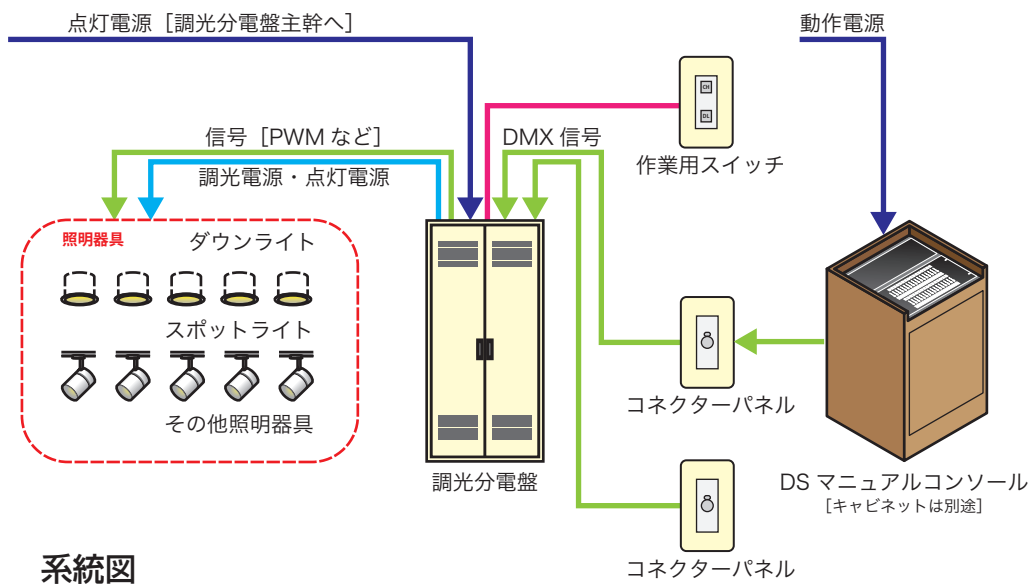 点灯電源［調光分電盤主幹へ］
動作電源
信号［PWM など］
DMX 信号
CH
DL
作業用スイッチ
調光電源・点灯電源
照明器具
ダウンライト
スポットライト
その他照明器具
調光分電盤
コネクターパネル
DS マニュアルコンソール
［キャビネットは別途］
コネクターパネル
系統図